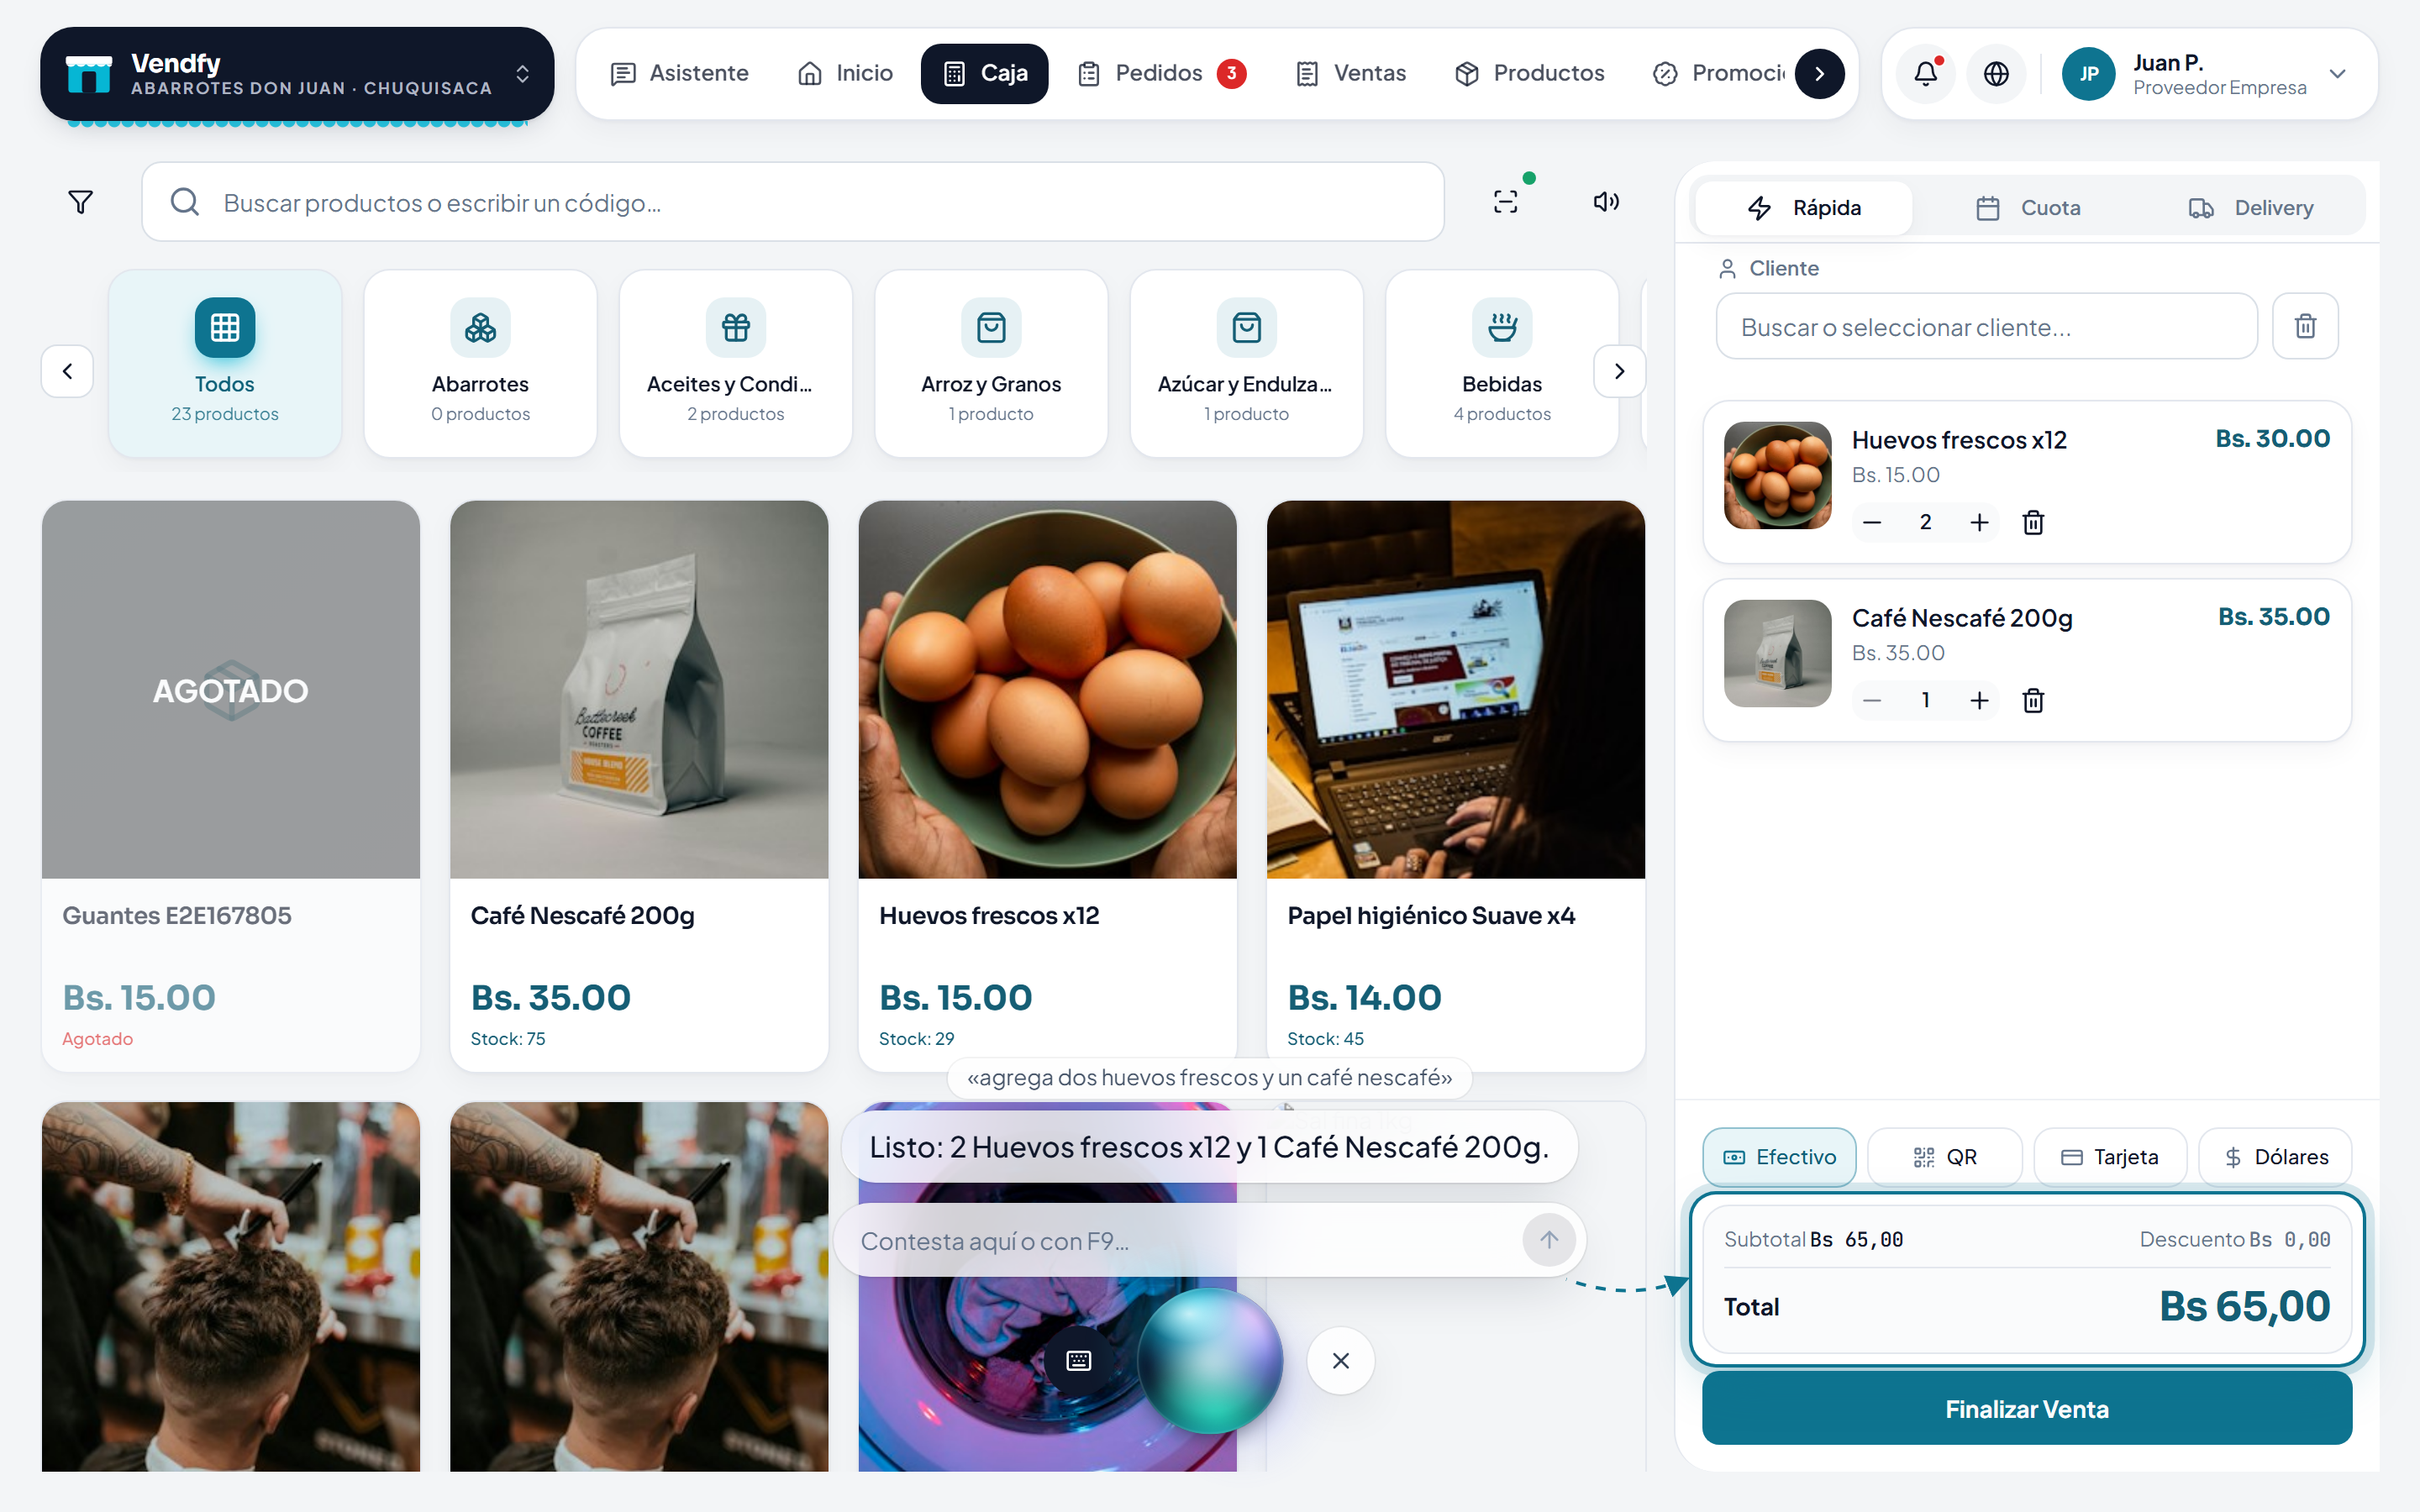 Vendfy
ABARROTES DON JUAN · CHUQUISACA
Asistente
Inicio
Caja
Pedidos 3
Ventas
Productos
Promoci
JP
Juan P.
Proveedor Empresa
Buscar productos o escribir un código...
Todos
23 productos
Abarrotes
0 productos
Aceites y Condi...
2 productos
Arroz y Granos
1 producto
Azúcar y Endulza...
1 producto
Bebidas
4 productos
AGOTADO
Guantes E2E167805
Bs. 15.00
Agotado
Battlecreek
COFFEE
ROASTERS
HOUSE BLEND
Café Nescafé 200g
Bs. 35.00
Stock: 75
Huevos frescos x12
Bs. 15.00
Stock: 29
acer
Papel higiénico Suave x4
Bs. 14.00
Stock: 45
«agrega dos huevos frescos y un café nescafé»
Listo: 2 Huevos frescos x12 y 1 Café Nescafé 200g.
Contesta aquí o con F9...
Rápida
Cuota
Delivery
Cliente
Buscar o seleccionar cliente...
Huevos frescos x12
Bs. 30.00
Bs. 15.00
2
Café Nescafé 200g
Bs. 35.00
Bs. 35.00
1
Efectivo
QR
Tarjeta
Dólares
Subtotal Bs 65,00
Descuento Bs 0,00
Total
Bs 65,00
Finalizar Venta